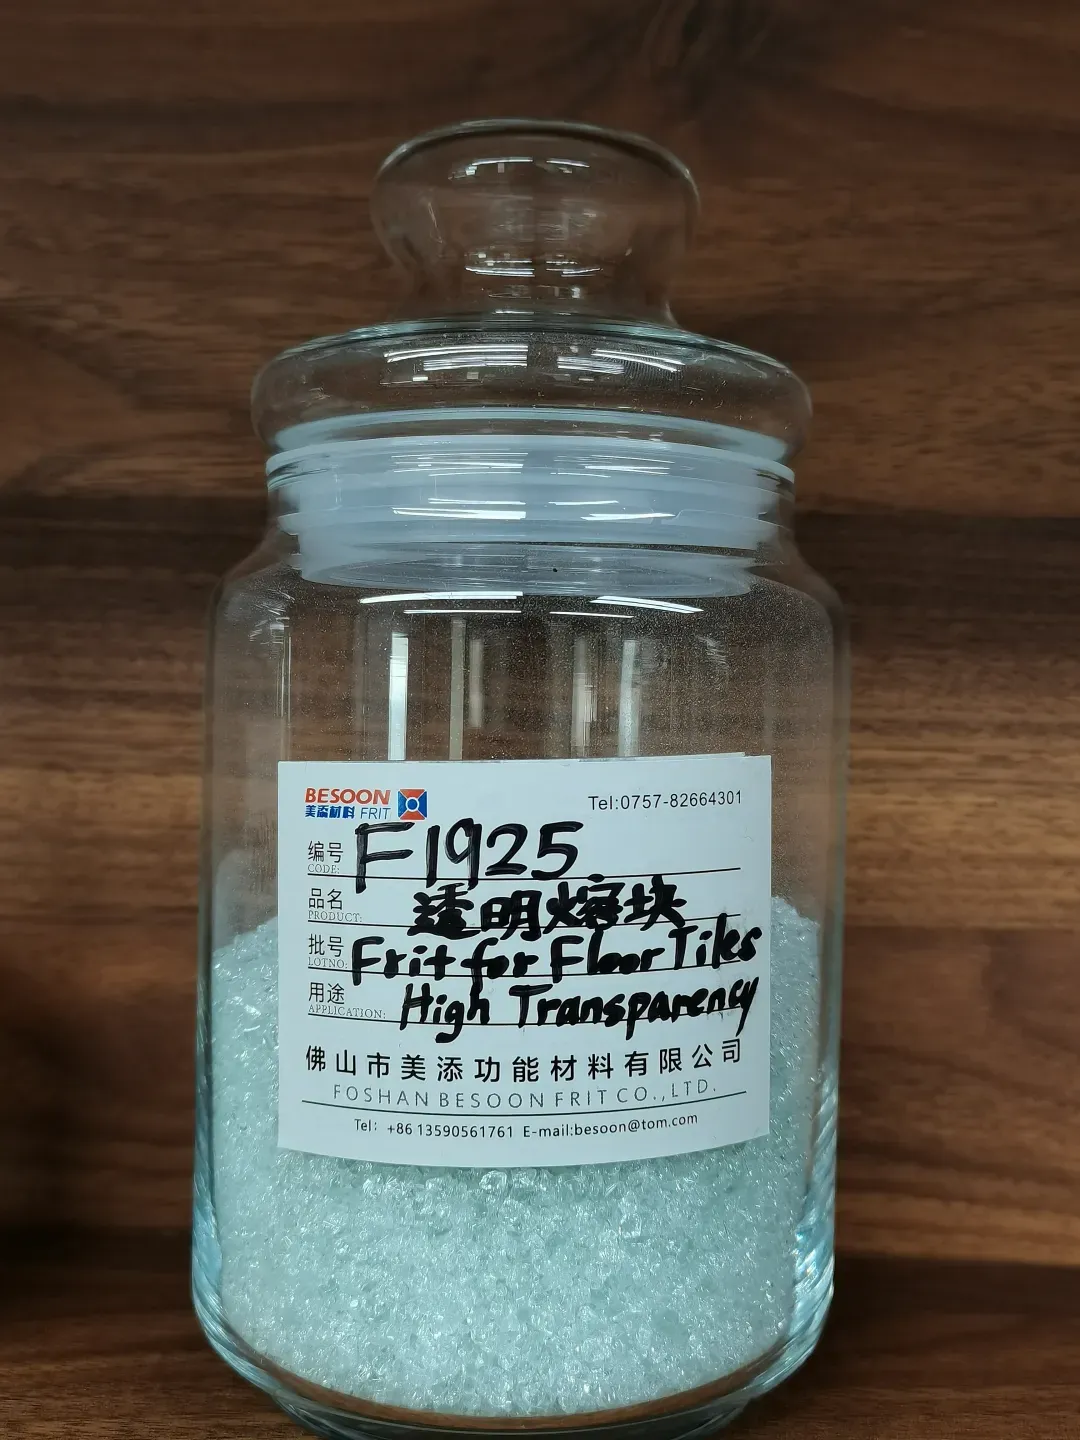 BESOON
美添材料 FRIT
Tel:0757-82664301
编号 F1925
CODE:
品名 透明熔块
PRODUCT:
批号 Frit for Floor Tiles
LOTNO:
用途 High Transparency
APPLICATION:
佛山市美添功能材料有限公司
FOSHAN BESOON FRIT CO.,LTD.
Tel: +86 13590561761 E-mail:besoon@tom.com